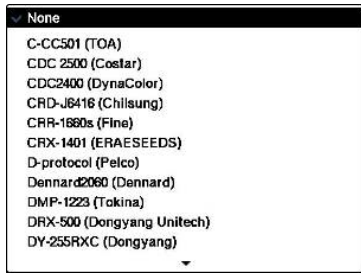 None
C-CC501 (TOA)
CDC 2500 (Costar)
CDC2400 (DynaColor)
CRD-J6416 (Chilsung)
CRR-1660s (Fine)
CRX-1401 (ERAESEEDS)
D-protocol (Pelco)
Dennard2060 (Dennard)
DMP-1223 (Tokina)
DRX-500 (Dongyang Unitech)
DY-255RXC (Dongyang)